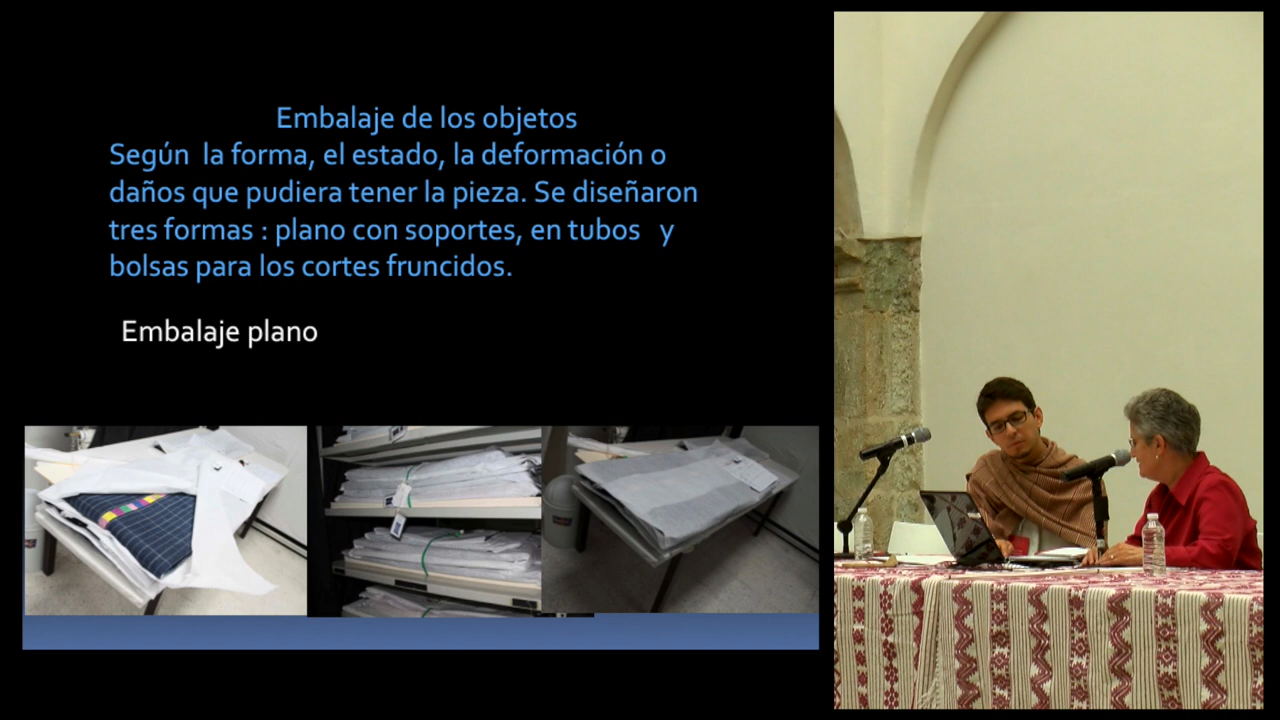 Embalaje de los objetos
Según la forma, el estado, la deformación o
daños que pudiera tener la pieza. Se diseñaron
tres formas : plano con soportes, en tubos y
bolsas para los cortes fruncidos.
Embalaje plano